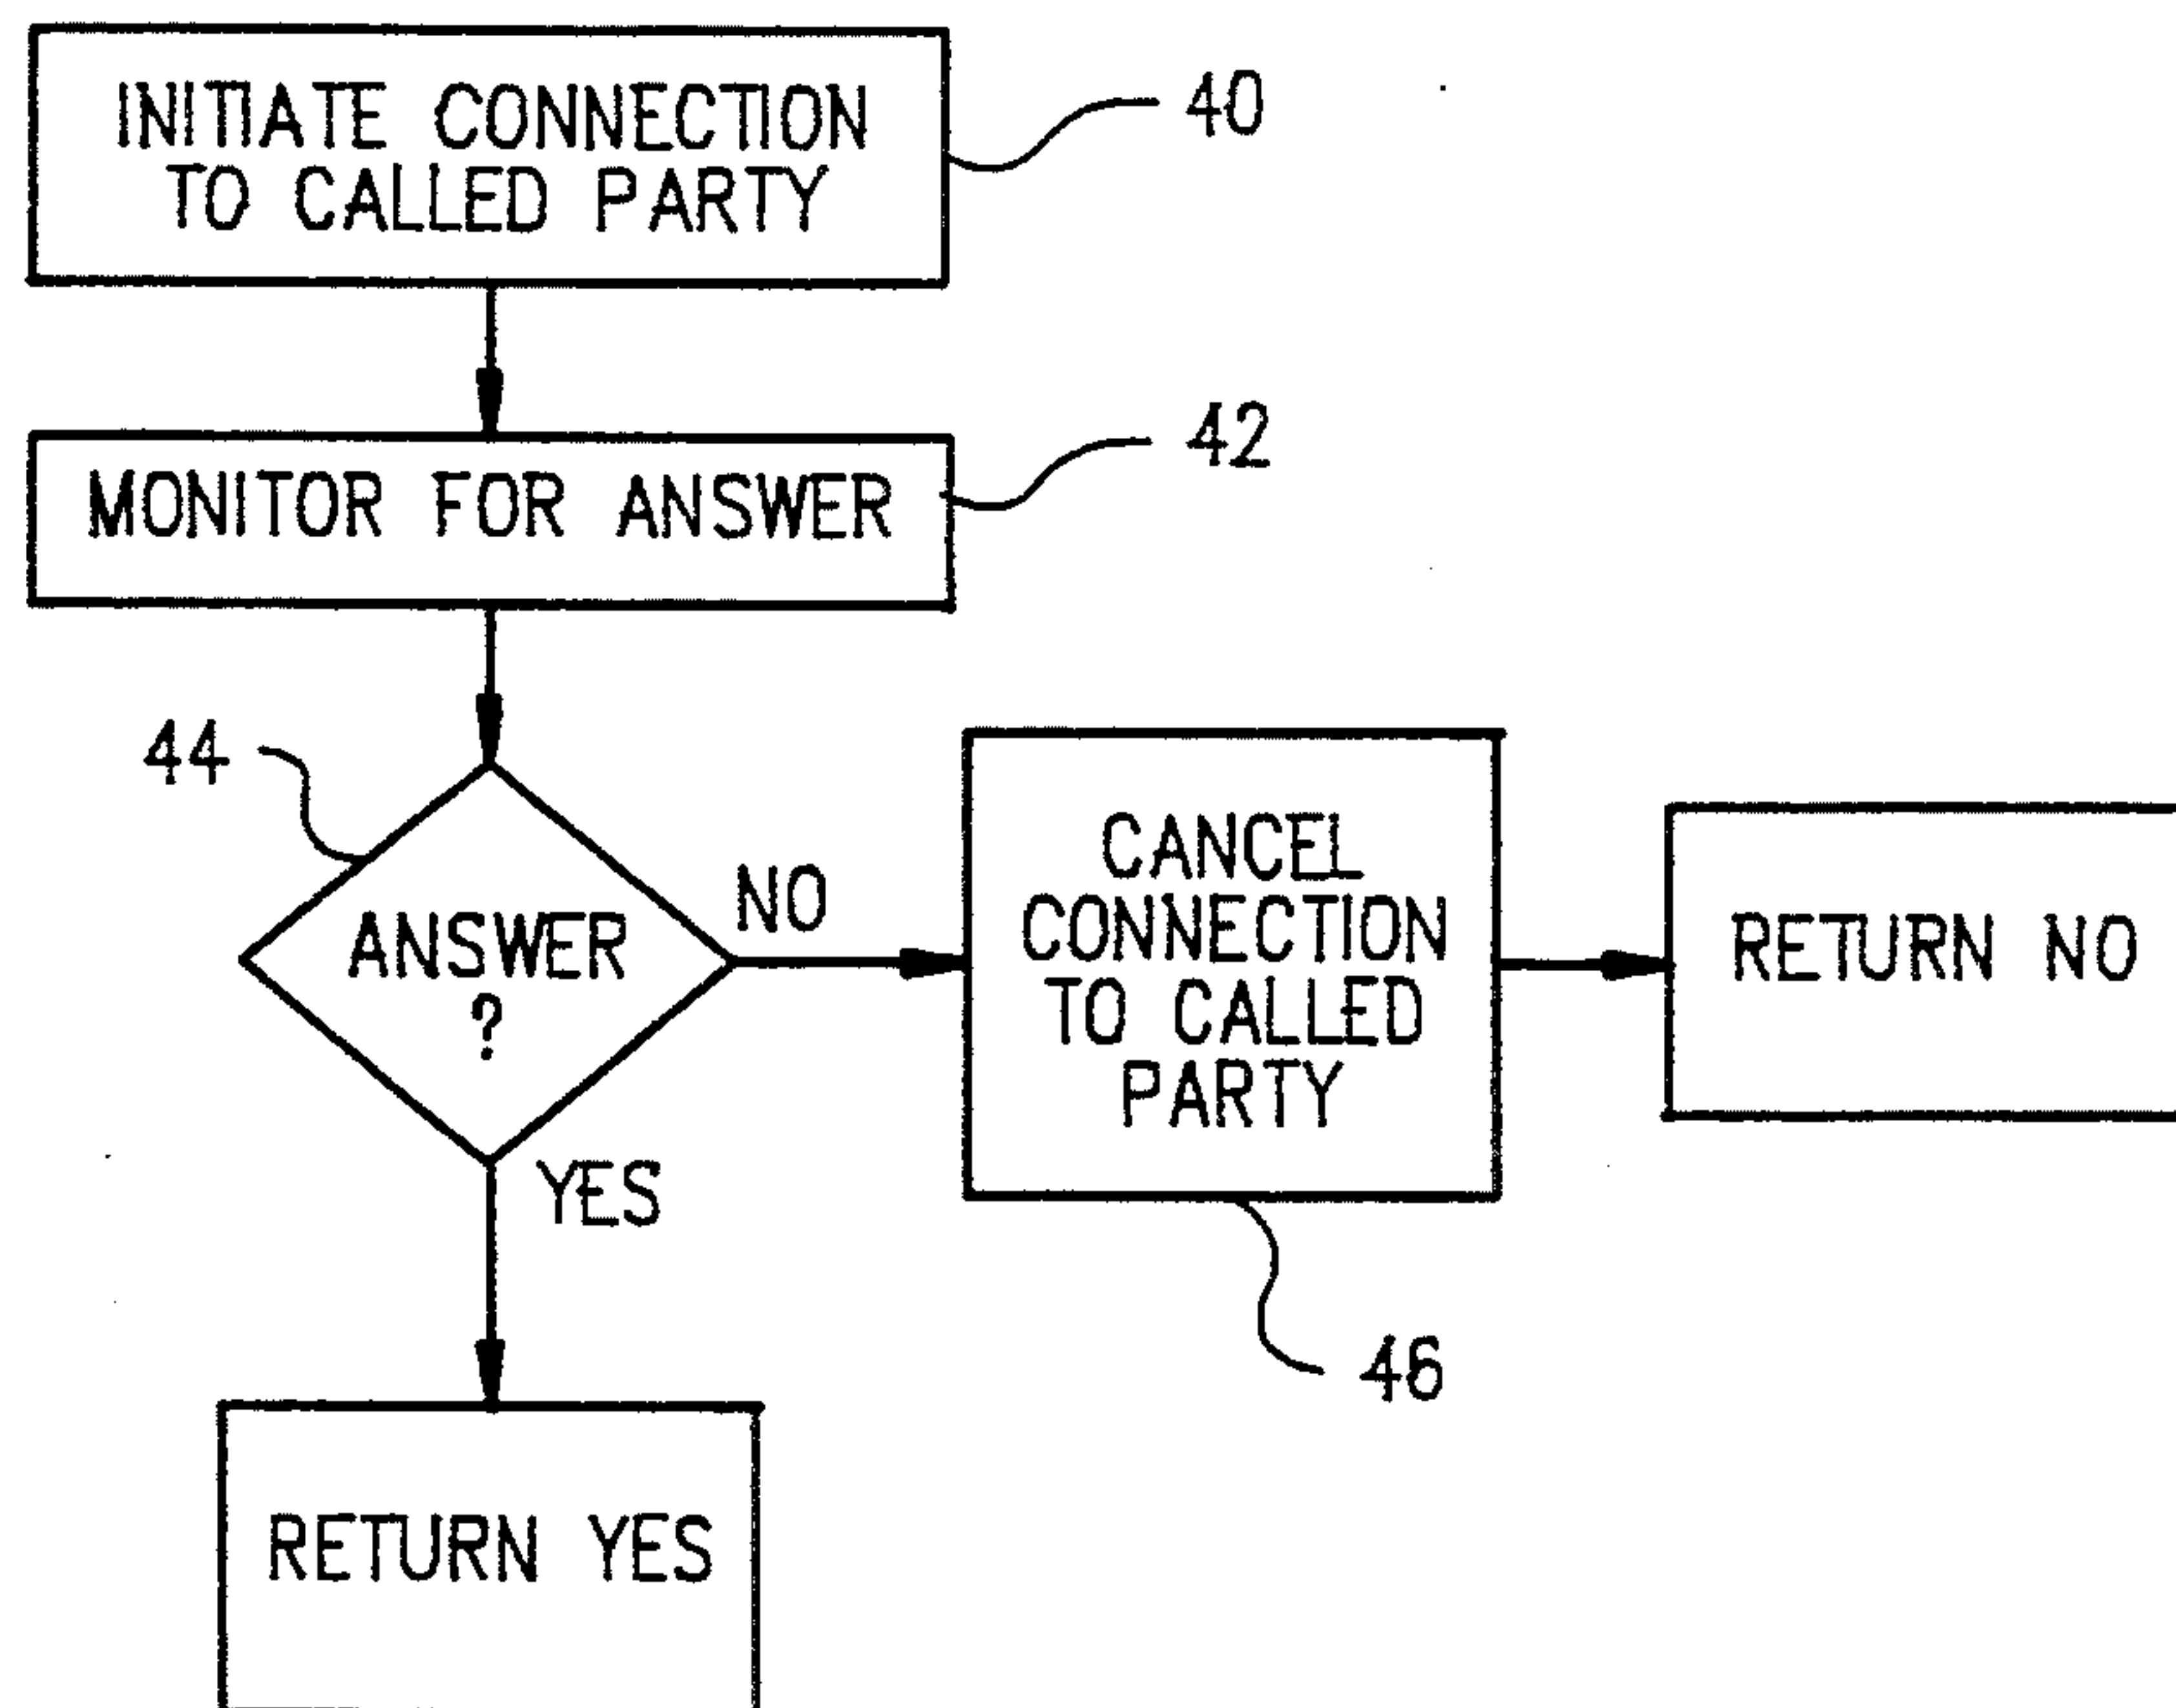 INITIATE CONNECTION
TO CALLED PARTY
40
MONITOR FOR ANSWER
42
44
ANSWER
?
NO
CANCEL
CONNECTION
TO CALLED
PARTY
RETURN NO
YES
46
RETURN YES